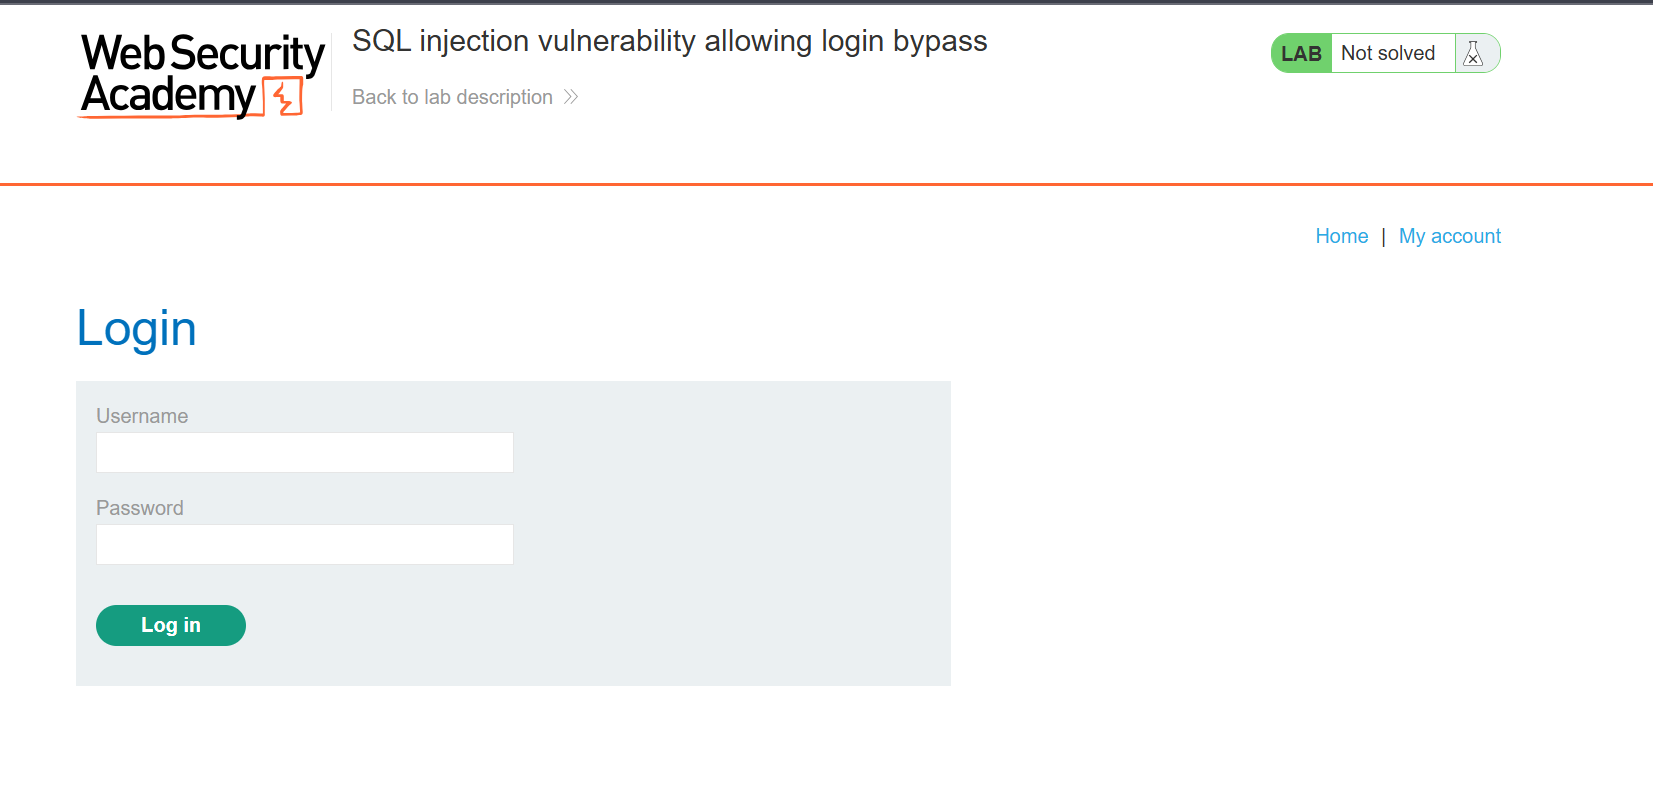 Web Security
Academy
SQL injection vulnerability allowing login bypass
Back to lab description
LAB Not solved
Home | My account
Login
Username
Password
Log in